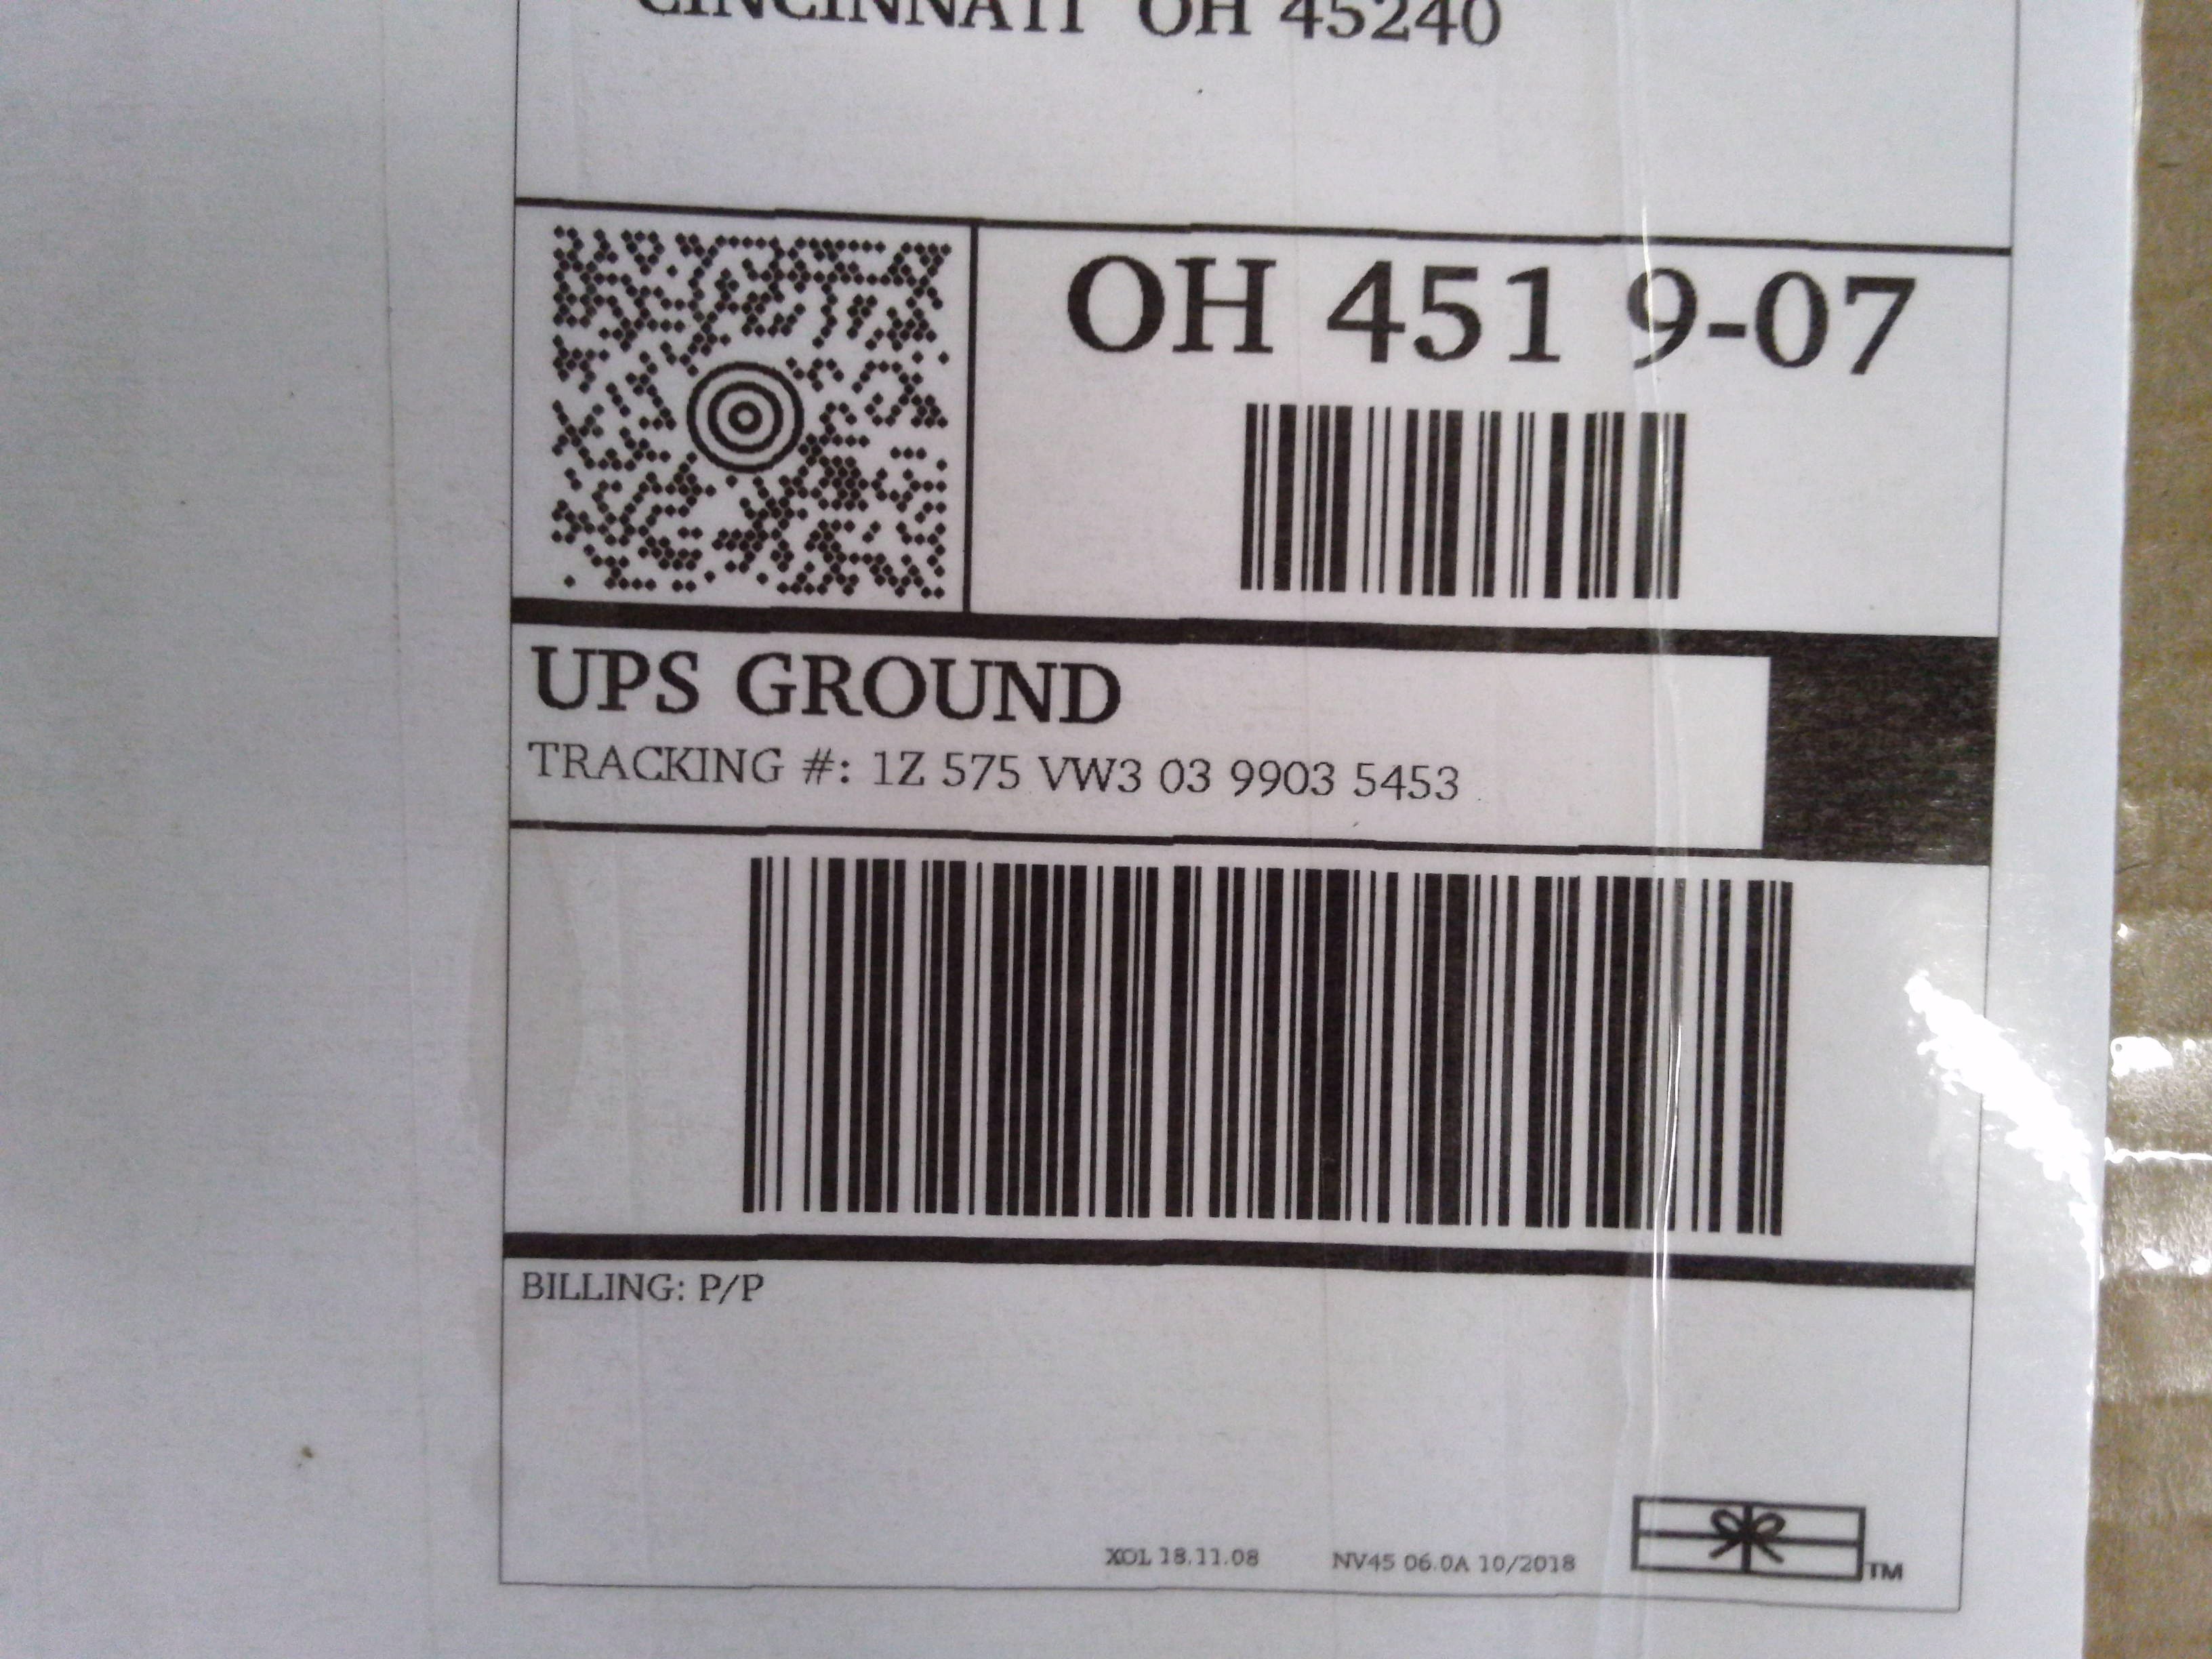 CINCINNATI OH 45240
OH 451 9-07
UPS GROUND
TRACKING #: 1Z 575 VW3 03 9903 5453
BILLING: P/P
XOL 18.11.08 NV45 06.0A 10/2018
TM